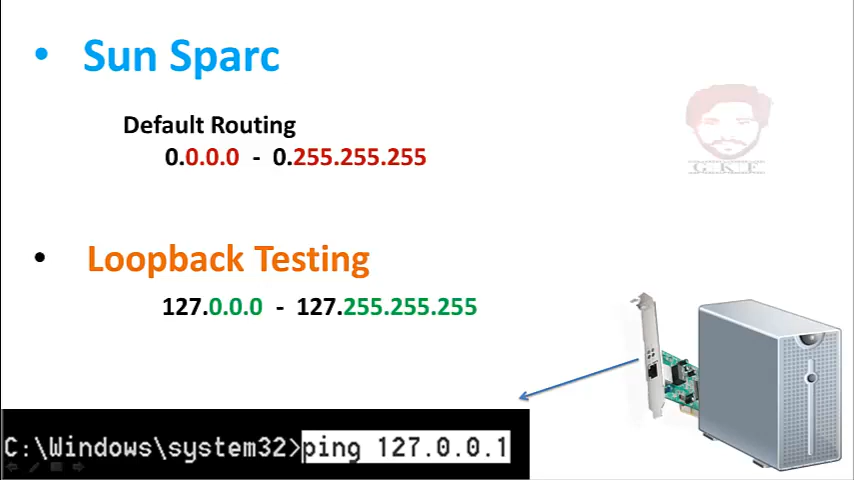 • Sun Sparc
Default Routing
0.0.0.0 - 0.255.255.255
G K F
• Loopback Testing
127.0.0.0 - 127.255.255.255
C:\Windows\system32>ping 127.0.0.1